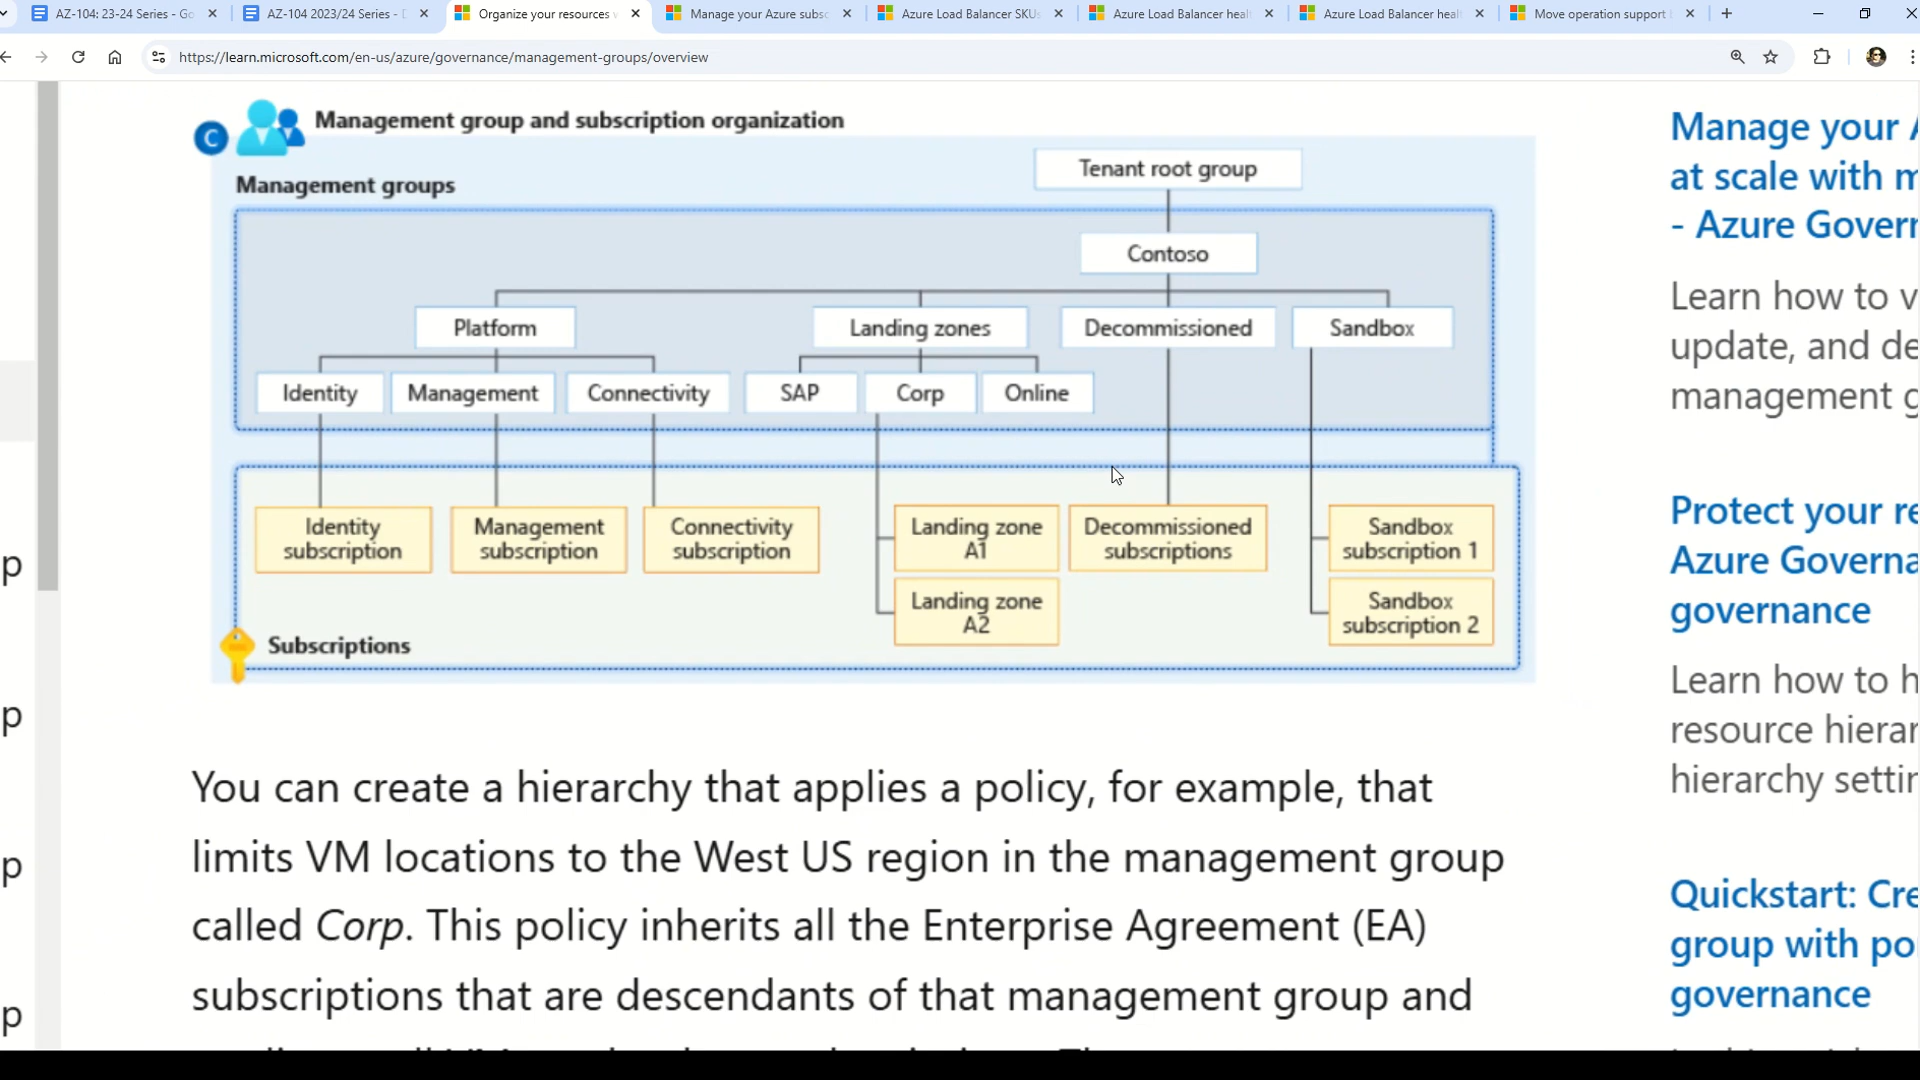 AZ-104: 23-24 Series - Go
AZ-104 2023/24 Series - D
Organize your resources w
Manage your Azure subsc
Azure Load Balancer SKUs
Azure Load Balancer heal
Azure Load Balancer heal
Move operation support b
https://learn.microsoft.com/en-us/azure/governance/management-groups/overview
C
Management group and subscription organization
Management groups
Tenant root group
Contoso
Platform
Landing zones
Decommissioned
Sandbox
Identity
Management
Connectivity
SAP
Corp
Online
Identity
subscription
Management
subscription
Connectivity
subscription
Landing zone
A1
Decommissioned
subscriptions
Sandbox
subscription 1
Landing zone
A2
Sandbox
subscription 2
Subscriptions
You can create a hierarchy that applies a policy, for example, that
limits VM locations to the West US region in the management group
called Corp. This policy inherits all the Enterprise Agreement (EA)
subscriptions that are descendants of that management group and
Manage your A
at scale with m
- Azure Govern
Learn how to v
update, and de
management g
Protect your re
Azure Governa
governance
Learn how to h
resource hierar
hierarchy settin
Quickstart: Cre
group with po
governance
p
p
p
p